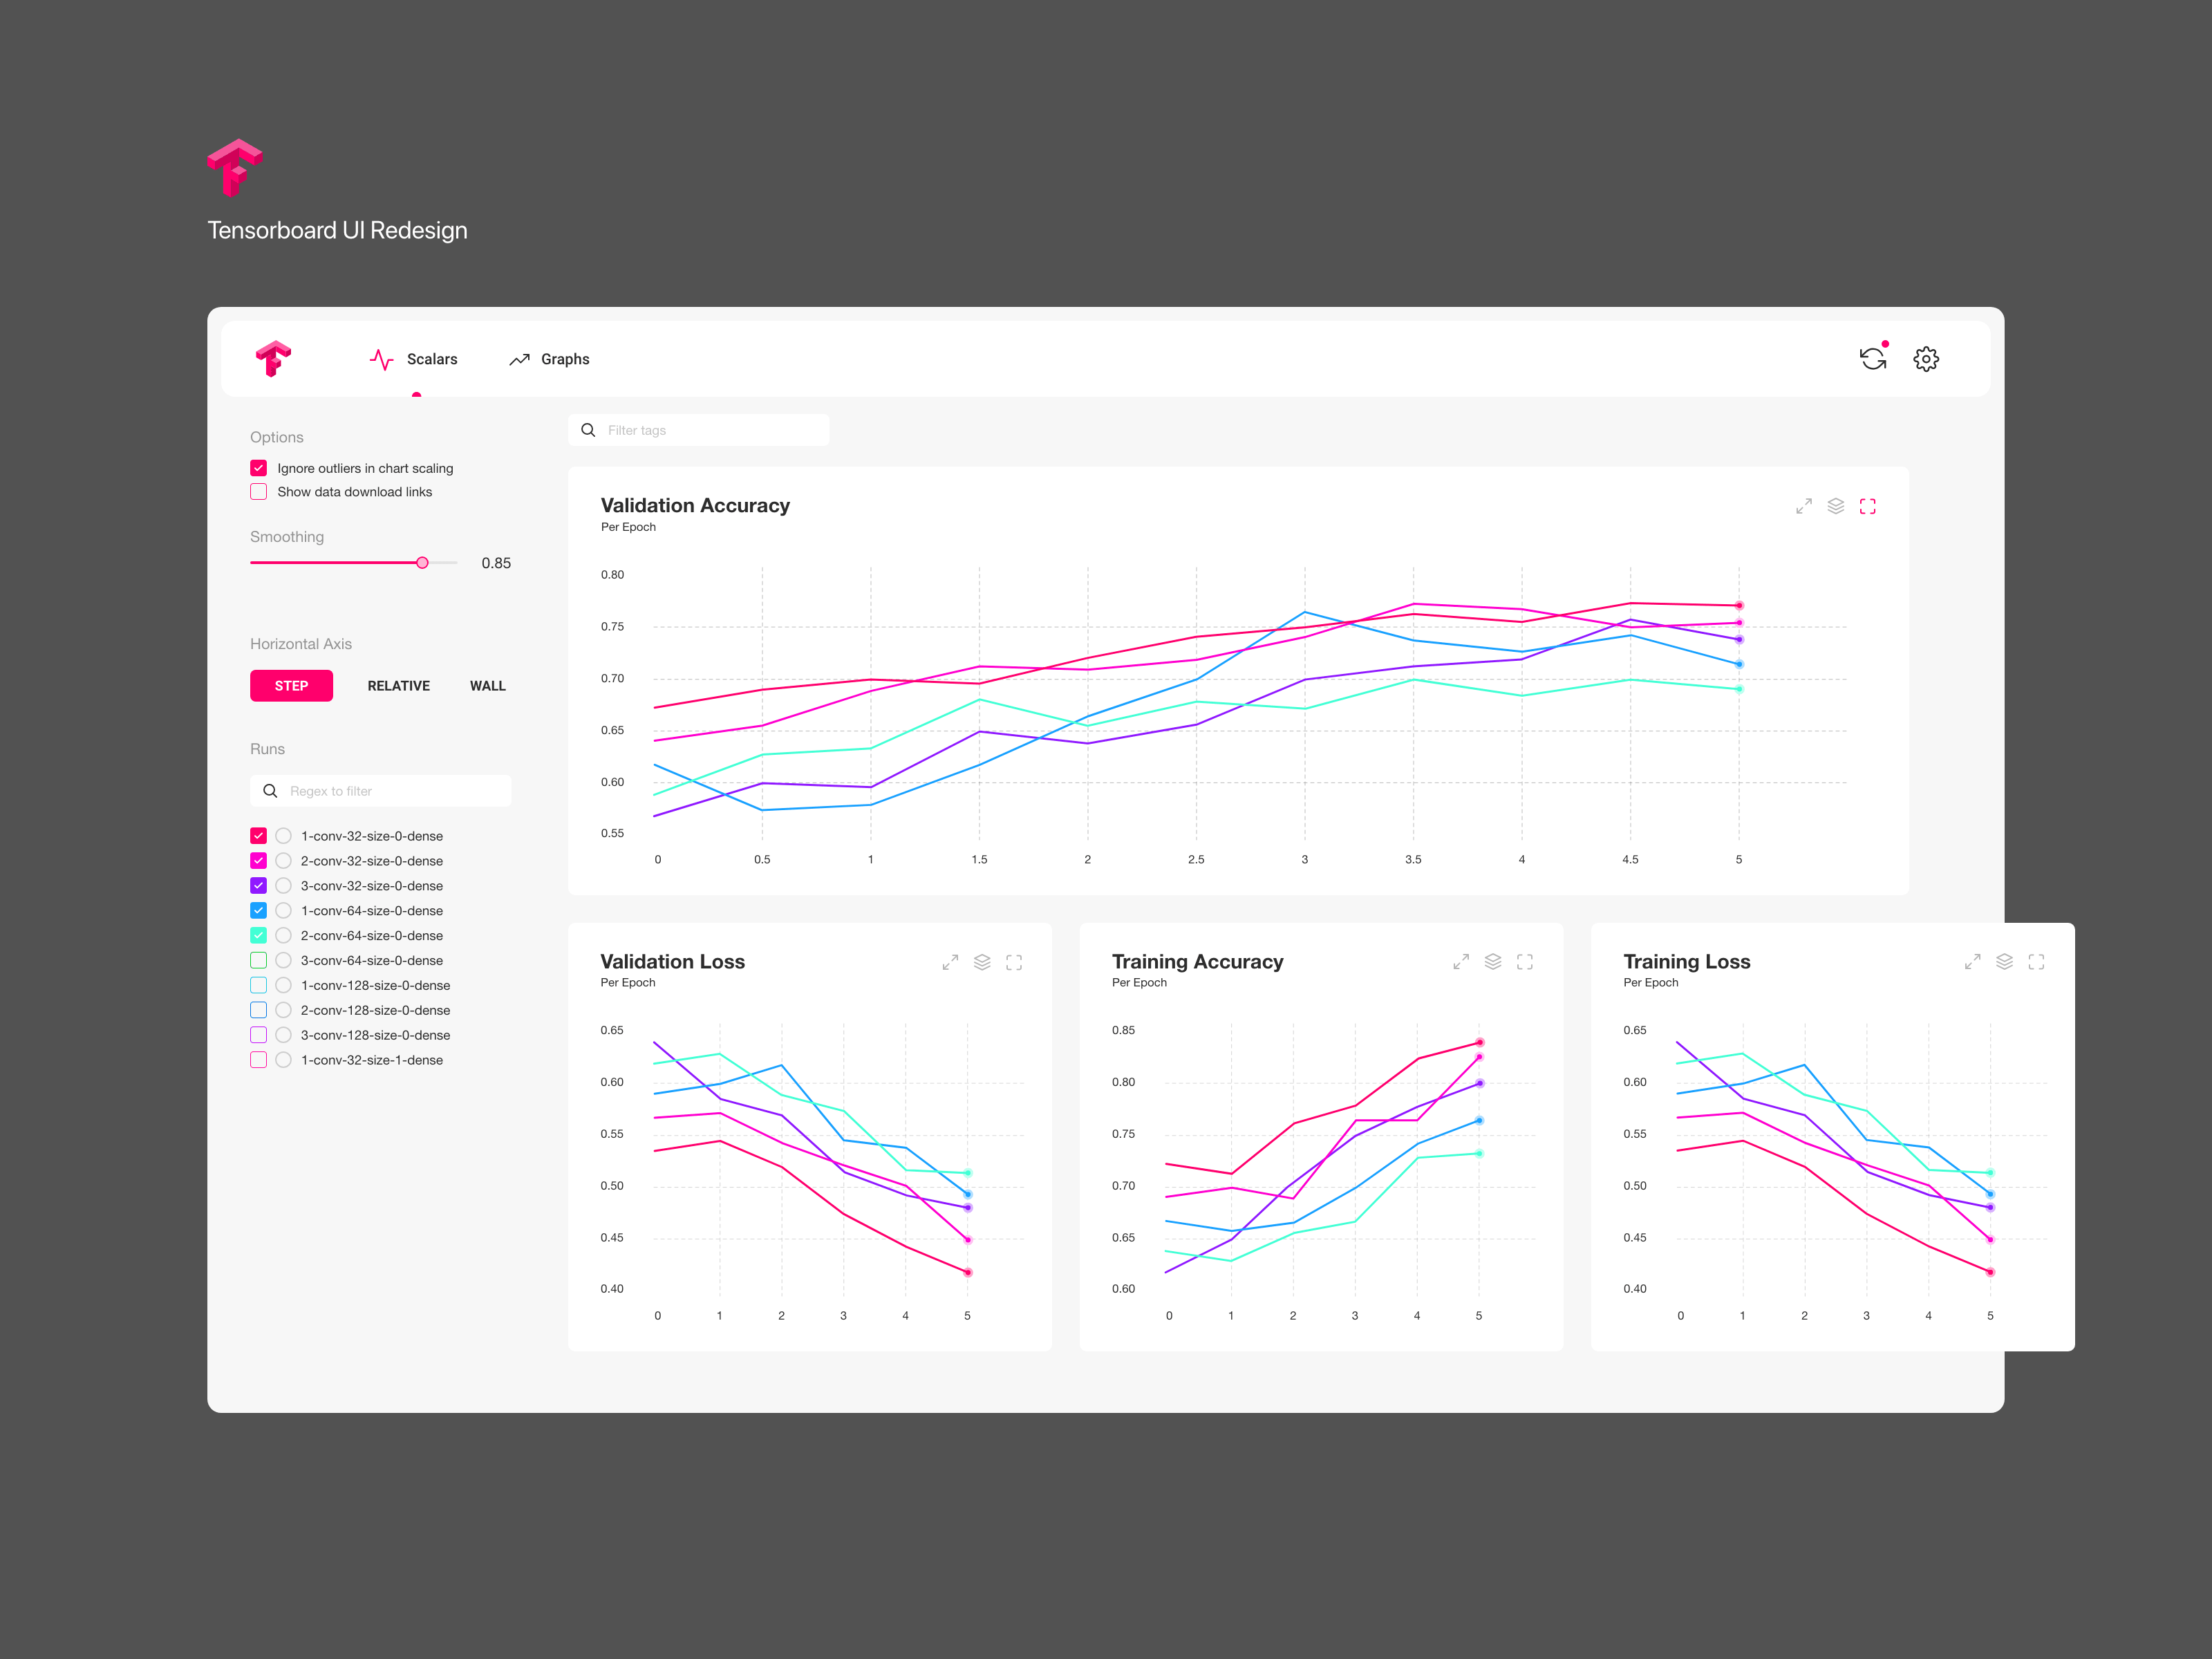 Tensorboard UI Redesign
Scalars
Graphs
Options
Ignore outliers in chart scaling
Show data download links
Smoothing
0.85
Horizontal Axis
STEP RELATIVE WALL
Runs
Regex to filter
1-conv-32-size-0-dense
2-conv-32-size-0-dense
3-conv-32-size-0-dense
1-conv-64-size-0-dense
2-conv-64-size-0-dense
3-conv-64-size-0-dense
1-conv-128-size-0-dense
2-conv-128-size-0-dense
3-conv-128-size-0-dense
1-conv-32-size-1-dense
Filter tags
Validation Accuracy
Per Epoch
0.80
0.75
0.70
0.65
0.60
0.55
0 0.5 1 1.5 2 2.5 3 3.5 4 4.5 5
Validation Loss
Per Epoch
0.65
0.60
0.55
0.50
0.45
0.40
0 1 2 3 4 5
Training Accuracy
Per Epoch
0.85
0.80
0.75
0.70
0.65
0.60
0 1 2 3 4 5
Training Loss
Per Epoch
0.65
0.60
0.55
0.50
0.45
0.40
0 1 2 3 4 5